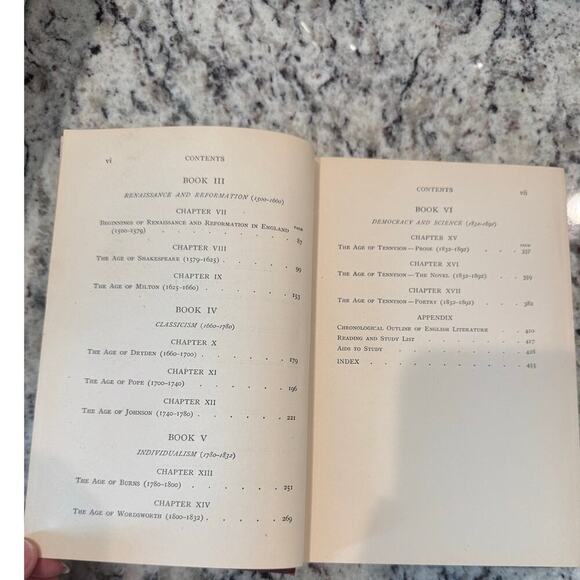 vi CONTENTS
BOOK III
RENAISSANCE AND REFORMATION (1500-1660)
CHAPTER VII
PAGE
Beginnings of Renaissance and Reformation in England
(1500-1579) . . . . . . . 87
CHAPTER VIII
The Age of Shakespeare (1579-1625) . . . . . 99
CHAPTER IX
The Age of Milton (1625-1660) . . . . . . 153
BOOK IV
CLASSICISM (1660-1780)
CHAPTER X
The Age of Dryden (1660-1700) . . . . . . 179
CHAPTER XI
The Age of Pope (1700-1740) . . . . . . 196
CHAPTER XII
The Age of Johnson (1740-1780) . . . . . . 221
BOOK V
INDIVIDUALISM (1780-1832)
CHAPTER XIII
The Age of Burns (1780-1800) . . . . . . 251
CHAPTER XIV
The Age of Wordsworth (1800-1832) . . . . . 269
CONTENTS vii
BOOK VI
DEMOCRACY AND SCIENCE (1832-1892)
CHAPTER XV
PAGE
The Age of Tennyson—Prose (1832-1892) . . . . 337
CHAPTER XVI
The Age of Tennyson—The Novel (1832-1892) . . . 359
CHAPTER XVII
The Age of Tennyson—Poetry (1832-1892) . . . 382
APPENDIX
Chronological Outline of English Literature . . . 410
Reading and Study List . . . . . . . 417
Aids to Study . . . . . . . . 428
INDEX . . . . . . . . . 433